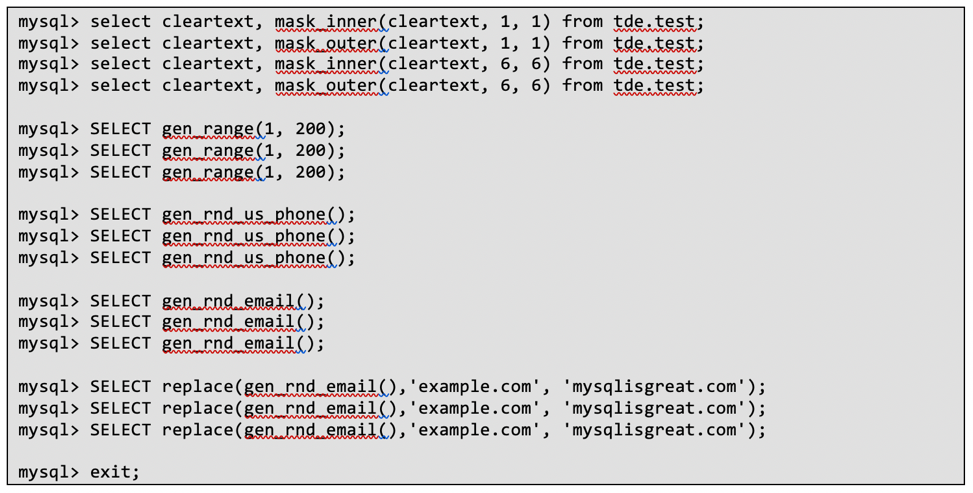 mysql> select cleartext, mask_inner(cleartext, 1, 1) from tde.test;
mysql> select cleartext, mask_outer(cleartext, 1, 1) from tde.test;
mysql> select cleartext, mask_inner(cleartext, 6, 6) from tde.test;
mysql> select cleartext, mask_outer(cleartext, 6, 6) from tde.test;
mysql> SELECT gen_range(1, 200);
mysql> SELECT gen_range(1, 200);
mysql> SELECT gen_range(1, 200);
mysql> SELECT gen_rnd_us_phone();
mysql> SELECT gen_rnd_us_phone();
mysql> SELECT gen_rnd_us_phone();
mysql> SELECT gen_rnd_email();
mysql> SELECT gen_rnd_email();
mysql> SELECT gen_rnd_email();
mysql> SELECT replace(gen_rnd_email(),'example.com', 'mysqlisgreat.com');
mysql> SELECT replace(gen_rnd_email(),'example.com', 'mysqlisgreat.com');
mysql> SELECT replace(gen_rnd_email(),'example.com', 'mysqlisgreat.com');
mysql> exit;